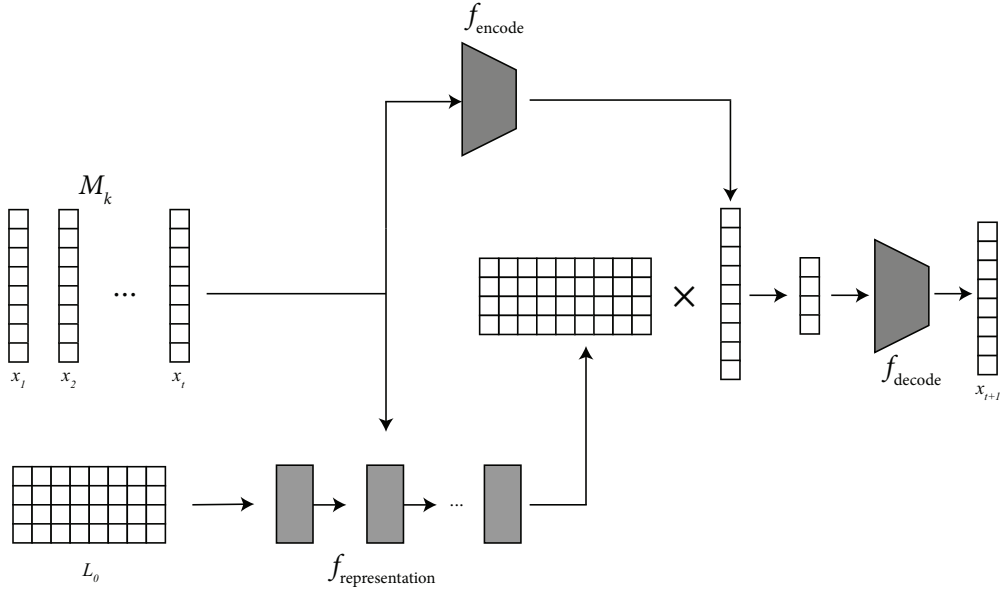 f_encode
M_k
...
×
x_1
x_2
x_t
f_decode
x_{t+1}
...
L_0
f_representation